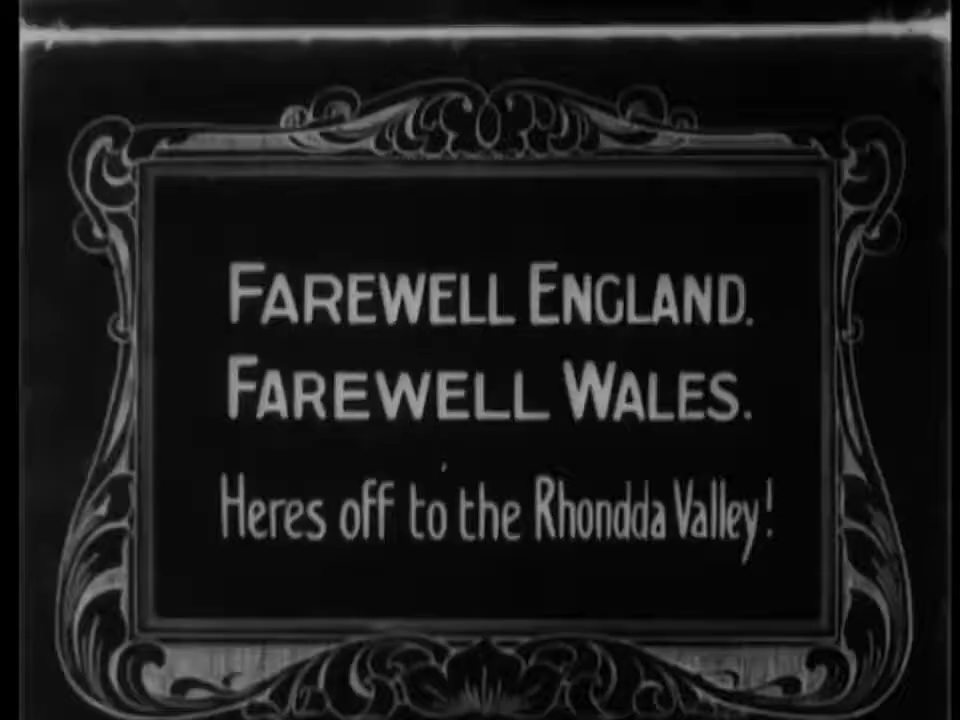 FAREWELL ENGLAND.
FAREWELL WALES.
Heres off to the Rhondda Valley!